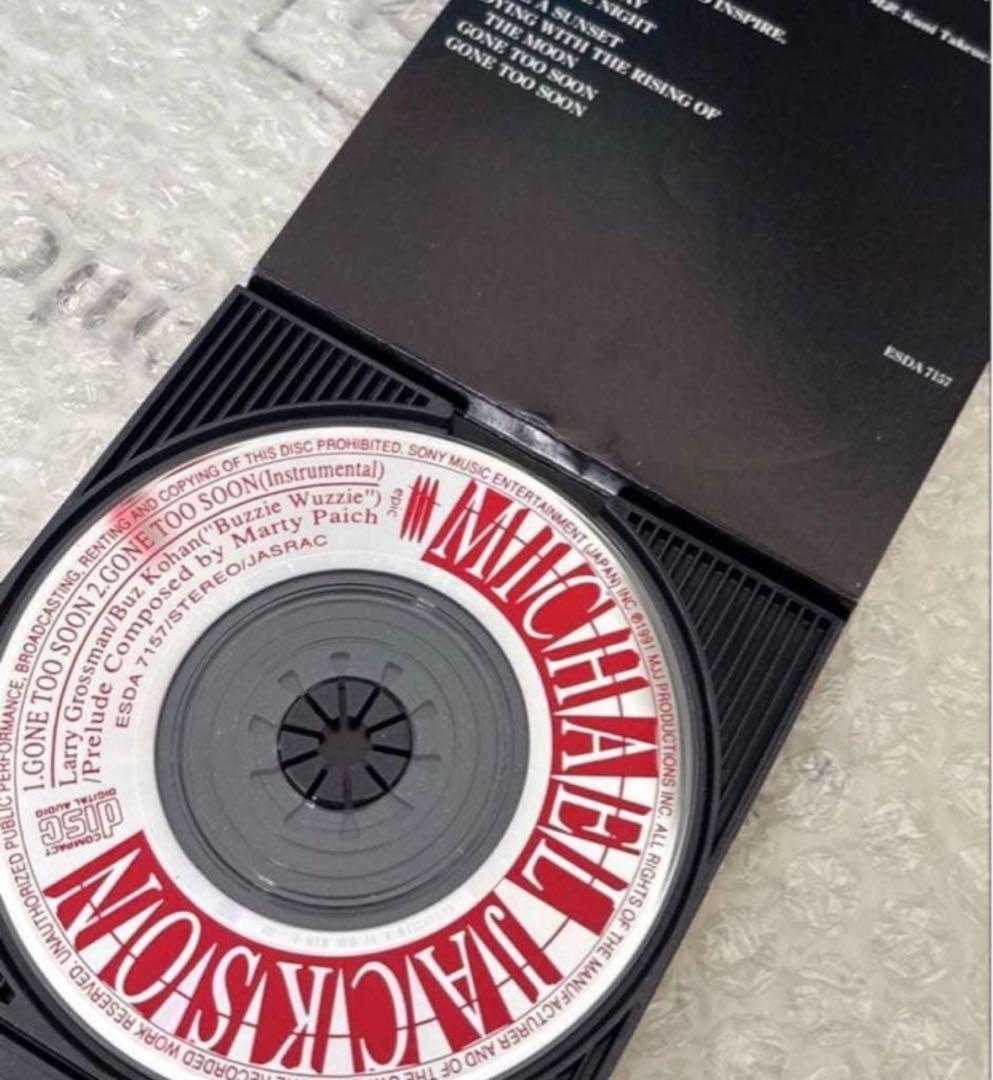 INSPIRE.
NIGHT
A SUNSET
DYING WITH THE RISING OF
THE MOON
GONE TOO SOON
GONE TOO SOON
ESDA 7157
UNAUTHORIZED PUBLIC PERFORMANCE, BROADCASTING, RENTING AND COPYING OF THIS DISC PROHIBITED. SONY MUSIC ENTERTAINMENT (JAPAN) INC. ℗1991 MJJ PRODUCTIONS INC. ALL RIGHTS OF THE MANUFACTURER AND OF THE RECORDED WORK RESERVED.
1.GONE TOO SOON 2.GONE TOO SOON(Instrumental)
Larry Grossman/Buz Kohan("Buzzie Wuzzie")
/Prelude Composed by Marty Paich
ESDA 7157/STEREO/JASRAC
epic
MICHAEL JACKSON
COMPACT
disc
DIGITAL AUDIO